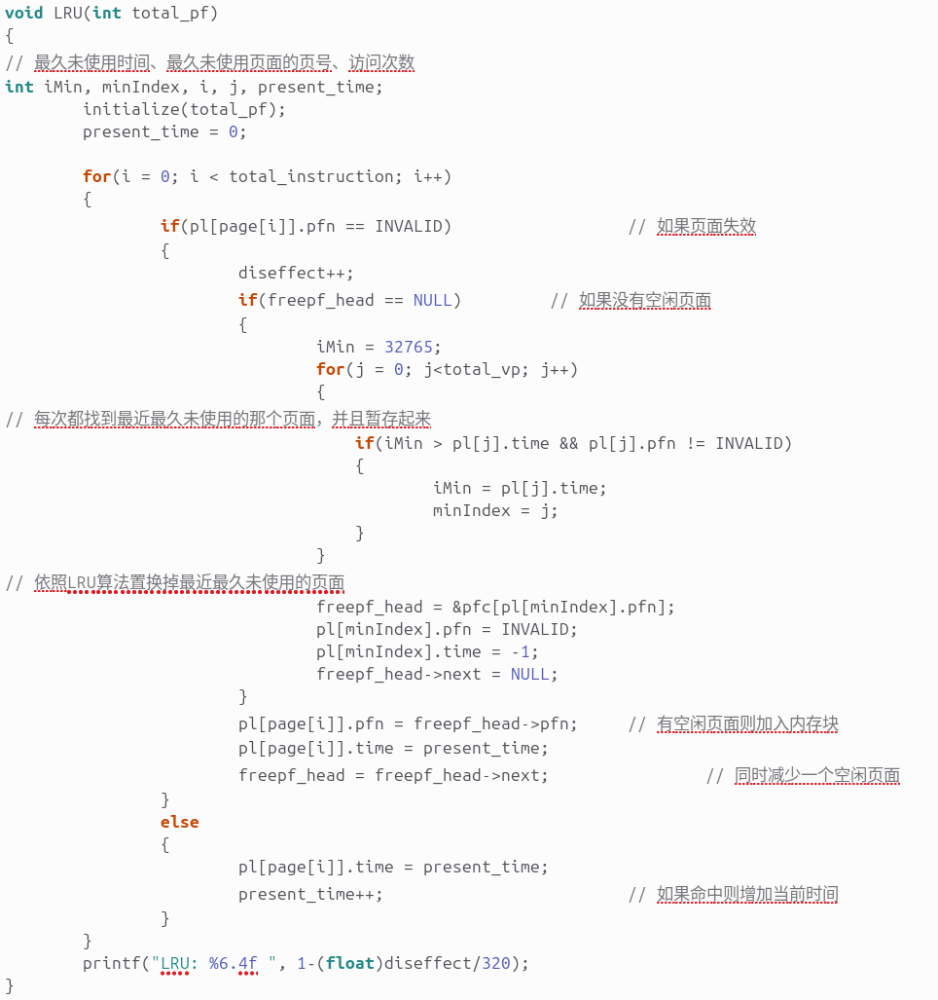 void LRU(int total_pf)
{
// 最久未使用时间、最久未使用页面的页号、访问次数
int iMin, minIndex, i, j, present_time;
initialize(total_pf);
present_time = 0;
for(i = 0; i < total_instruction; i++)
{
if(pl[page[i]].pfn == INVALID) // 如果页面失效
{
diseffect++;
if(freepf_head == NULL) // 如果没有空闲页面
{
iMin = 32765;
for(j = 0; j<total_vp; j++)
{
// 每次都找到最近最久未使用的那个页面，并且暂存起来
if(iMin > pl[j].time && pl[j].pfn != INVALID)
{
iMin = pl[j].time;
minIndex = j;
}
}
// 依照LRU算法置换掉最近最久未使用的页面
freepf_head = &pfc[pl[minIndex].pfn];
pl[minIndex].pfn = INVALID;
pl[minIndex].time = -1;
freepf_head->next = NULL;
}
pl[page[i]].pfn = freepf_head->pfn; // 有空闲页面则加入内存块
pl[page[i]].time = present_time;
freepf_head = freepf_head->next; // 同时减少一个空闲页面
}
else
{
pl[page[i]].time = present_time;
present_time++; // 如果命中则增加当前时间
}
}
printf("LRU: %6.4f ", 1-(float)diseffect/320);
}